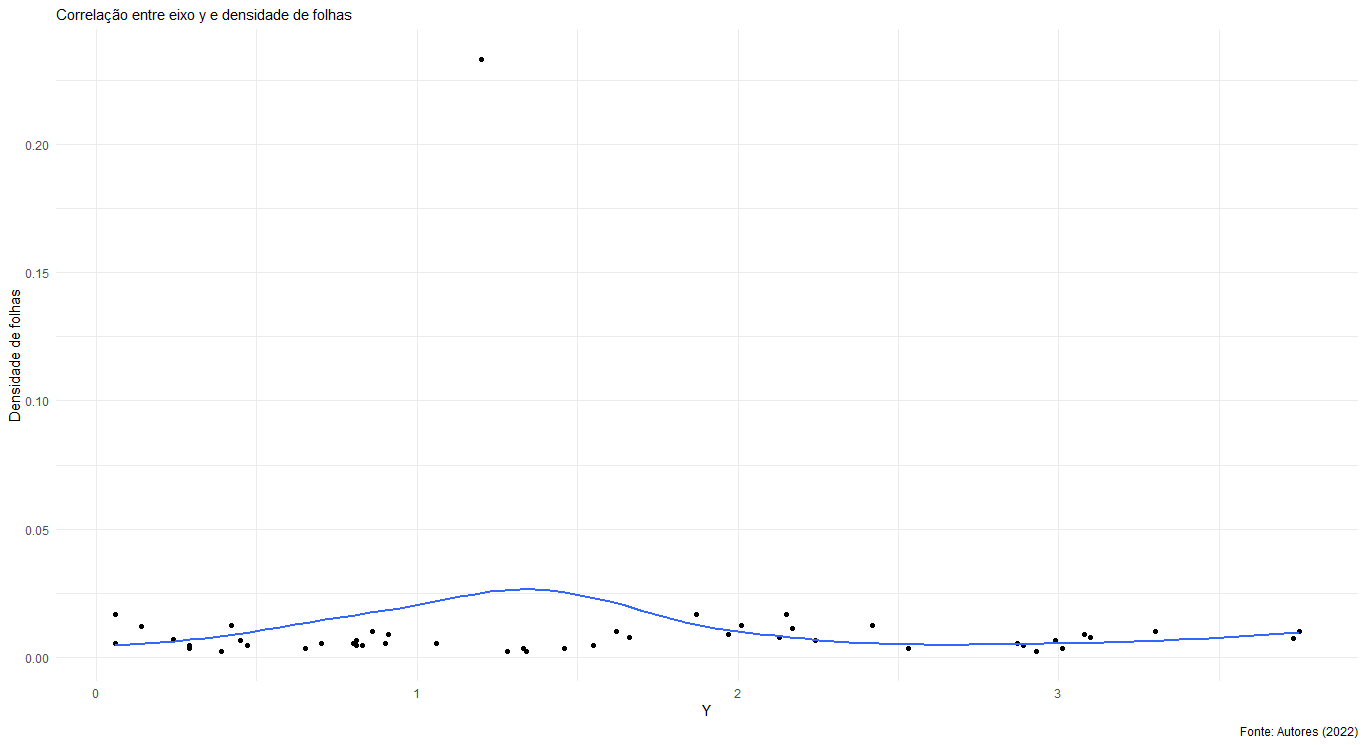 Correlação entre eixo y e densidade de folhas
0.20
0.15
0.10
0.05
0.00
Densidade de folhas
0 1 2 3
Y
Fonte: Autores (2022)